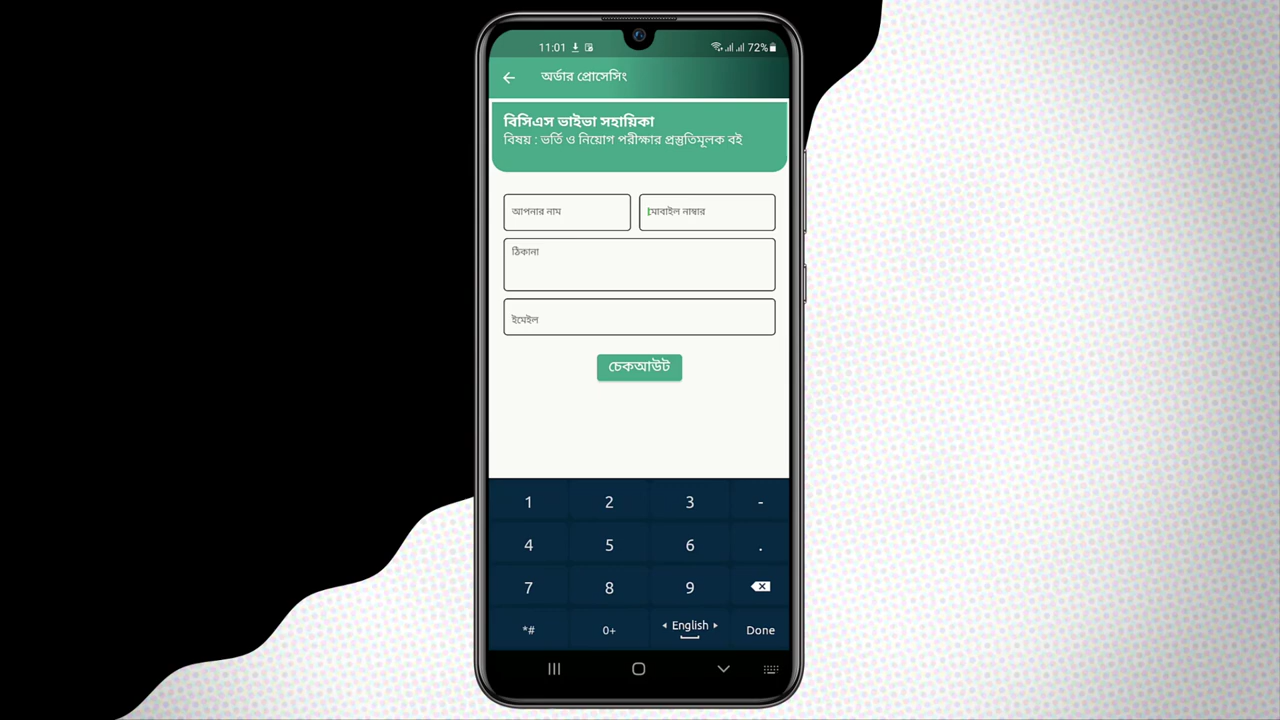 11:01 72%
অর্ডার প্রোসেসিং
বিসিএস ভাইভা সহায়িকা
বিষয় : ভর্তি ও নিয়োগ পরীক্ষার প্রস্তুতিমূলক বই
আপনার নাম মোবাইল নাম্বার
ঠিকানা
ইমেইল
চেকআউট
1 2 3 -
4 5 6 .
7 8 9
*# 0+ English Done